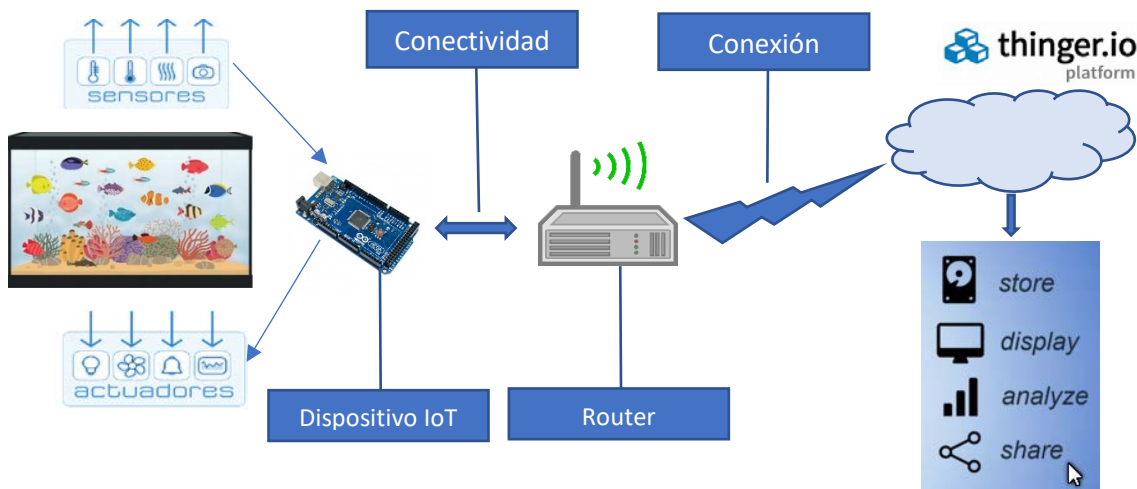 sensores
Conectividad
Conexión
thinger.io
platform
actuadores
Dispositivo IoT
Router
store
display
analyze
share